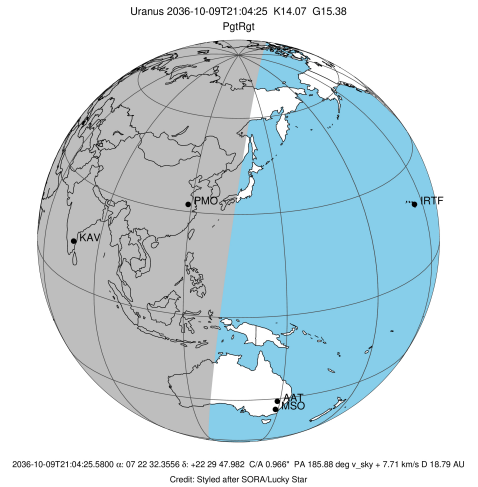 Uranus 2036-10-09T21:04:25 K14.07 G15.38
PgtRgt
PMO
IRTF
KAV
AAT
MSO
2036-10-09T21:04:25.5800 α: 07 22 32.3556 δ: +22 29 47.982 C/A 0.966" PA 185.88 deg v_sky + 7.71 km/s D 18.79 AU
Credit: Styled after SORA/Lucky Star